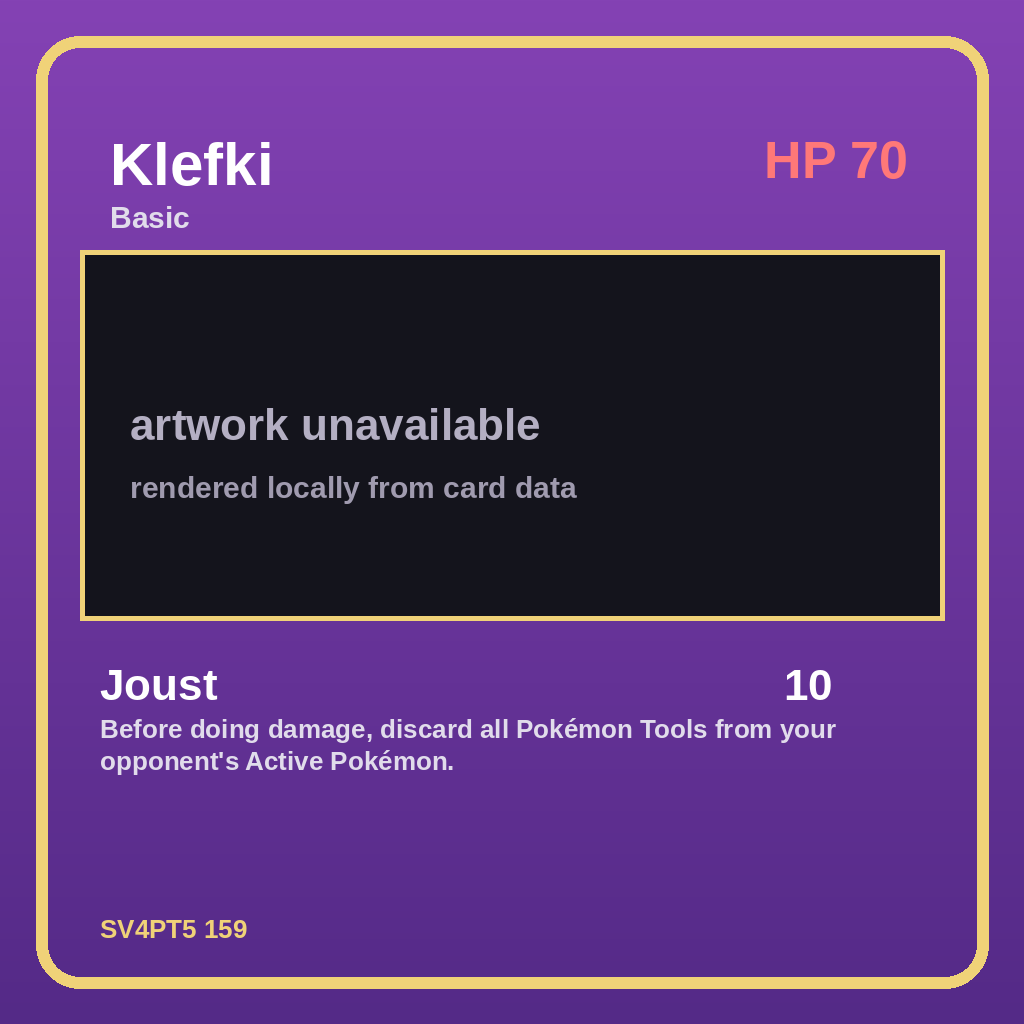 Klefki
HP 70
Basic
artwork unavailable
rendered locally from card data
Joust
10
Before doing damage, discard all Pokémon Tools from your
opponent's Active Pokémon.
SV4PT5 159